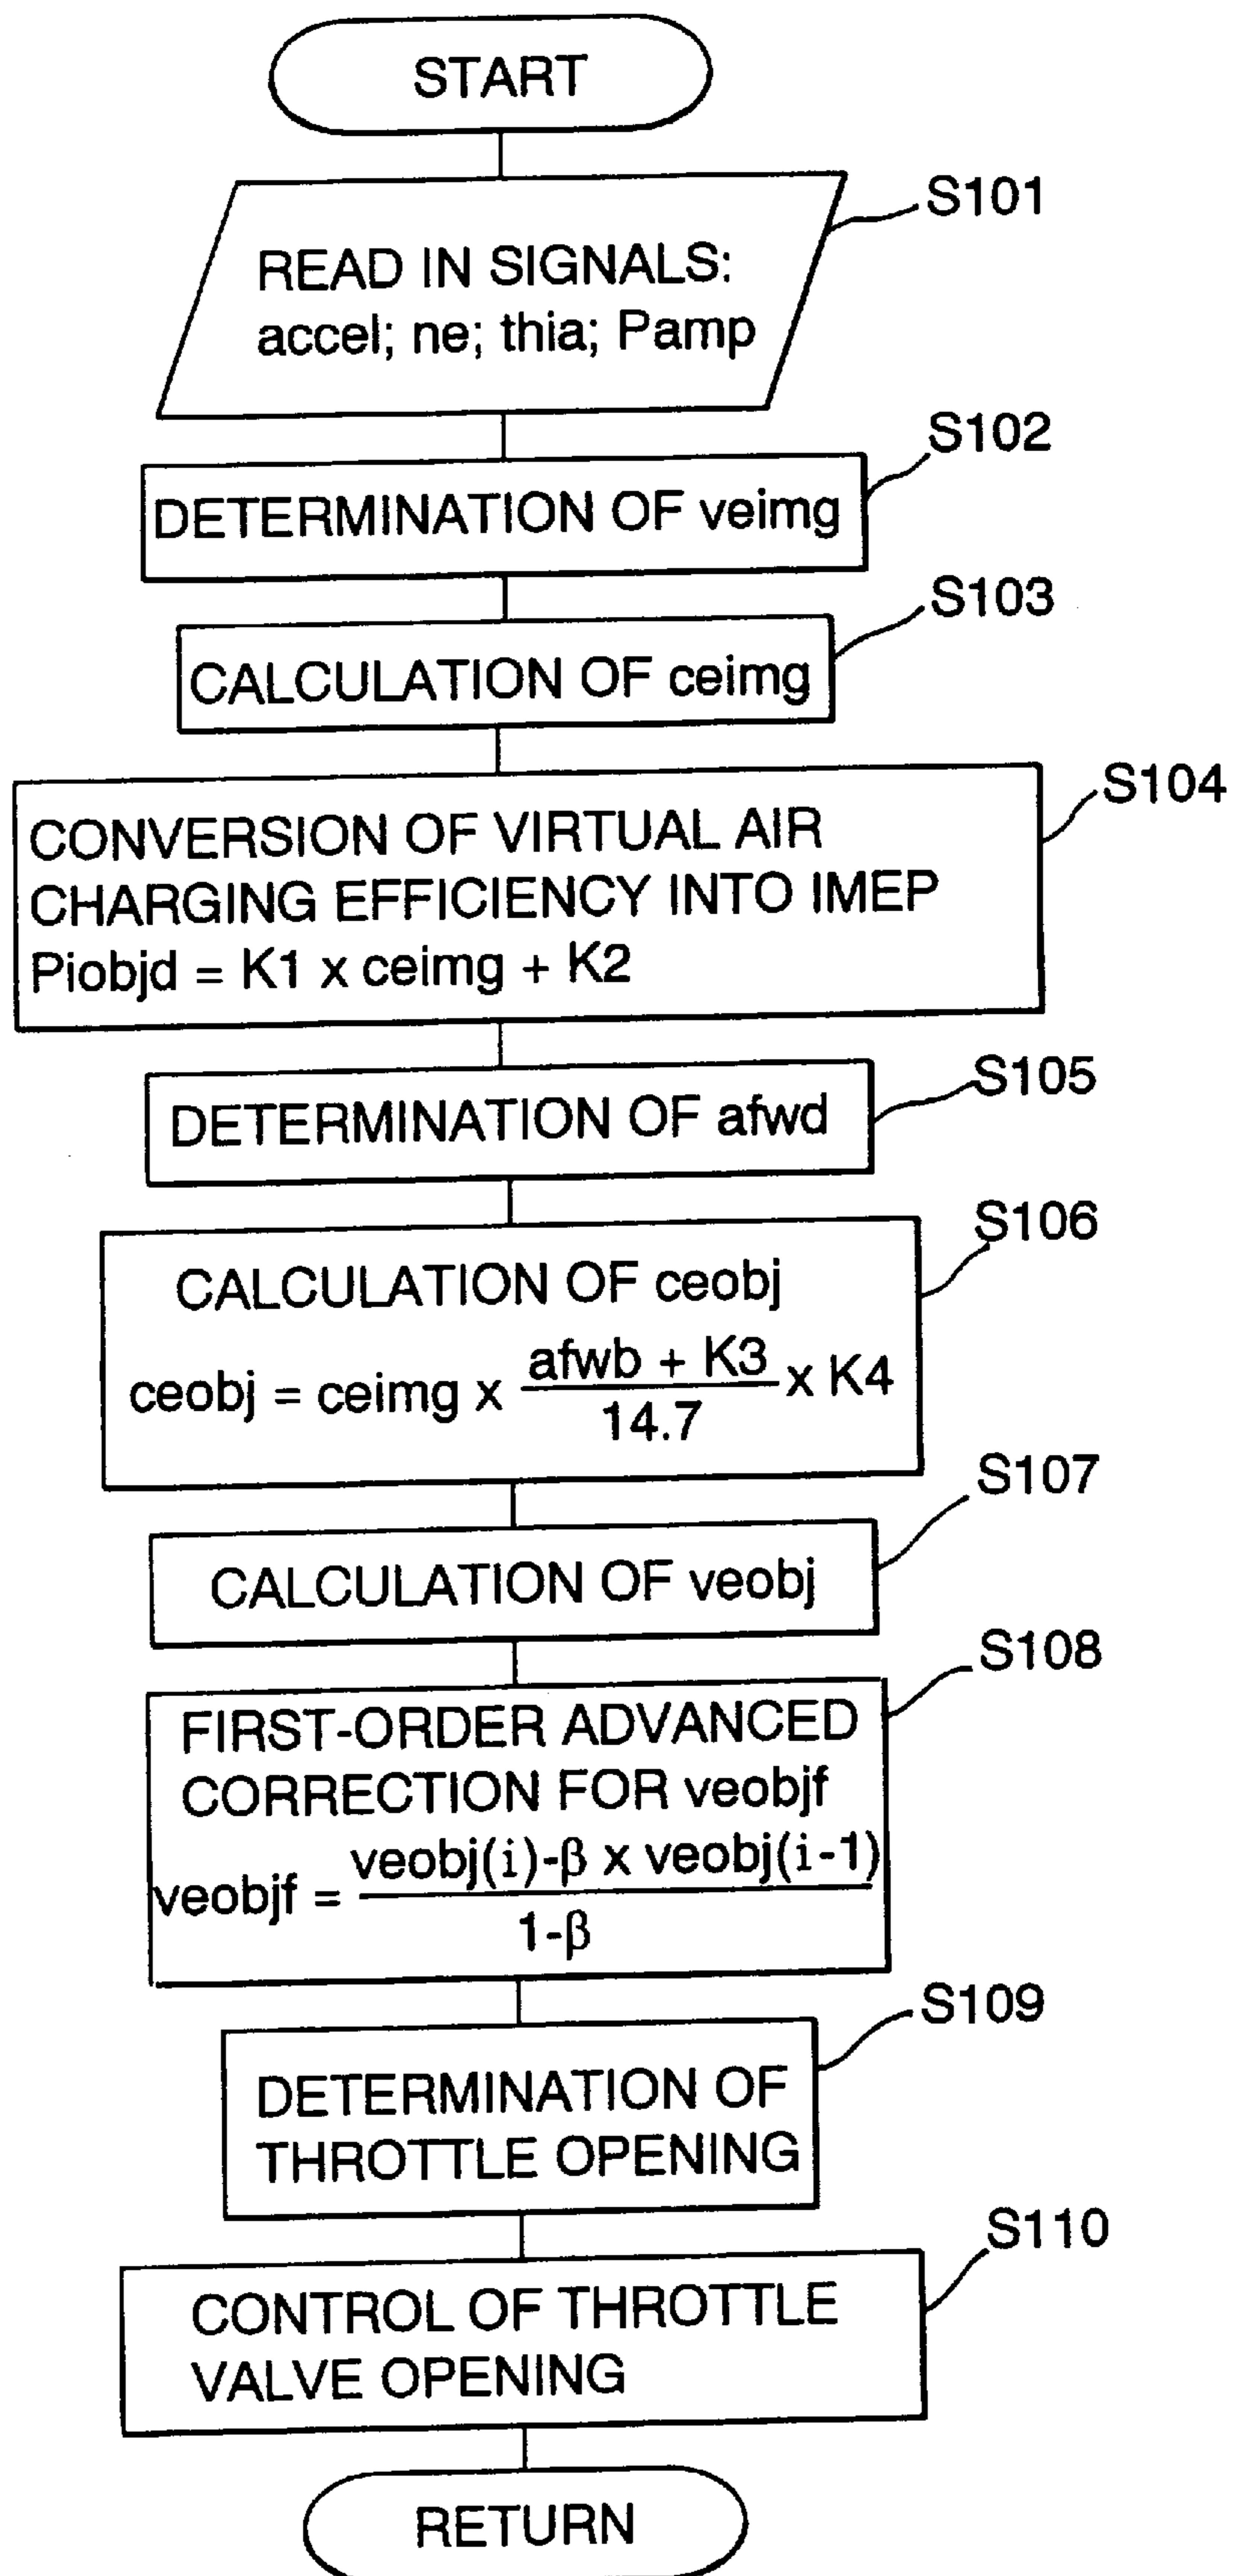 START
S101
READ IN SIGNALS:
accel; ne; thia; Pamp
S102
DETERMINATION OF veimg
S103
CALCULATION OF ceimg
S104
CONVERSION OF VIRTUAL AIR
CHARGING EFFICIENCY INTO IMEP
Piobjd = K1 x ceimg + K2
S105
DETERMINATION OF afwd
S106
CALCULATION OF ceobj
ceobj = ceimg x (afwb + K3) / 14.7 x K4
S107
CALCULATION OF veobj
S108
FIRST-ORDER ADVANCED
CORRECTION FOR veobjf
veobjf = (veobj(i)-β x veobj(i-1)) / (1-β)
S109
DETERMINATION OF
THROTTLE OPENING
S110
CONTROL OF THROTTLE
VALVE OPENING
RETURN